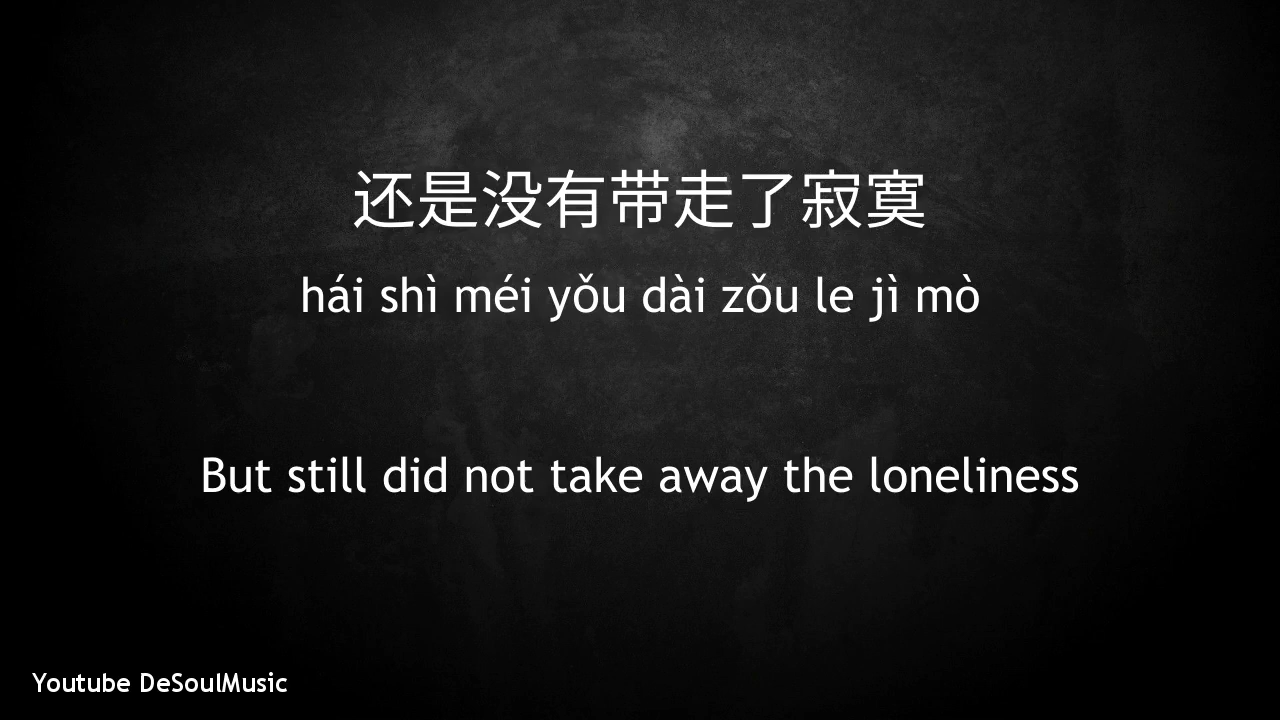 还是没有带走了寂寞
hái shì méi yǒu dài zǒu le jì mò
But still did not take away the loneliness
Youtube DeSoulMusic